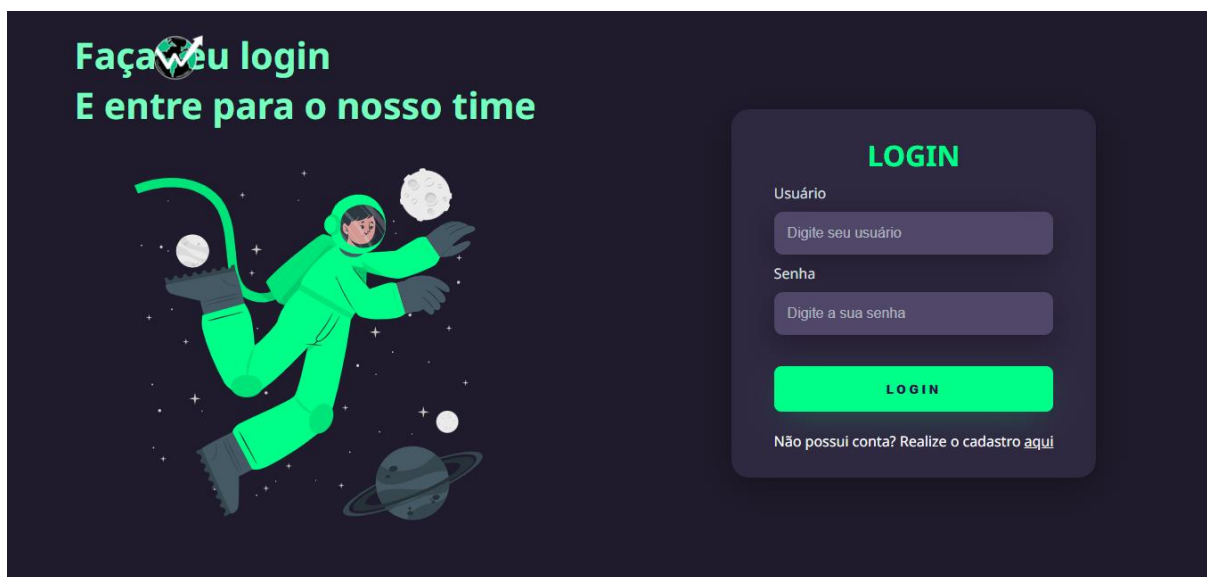 Faça seu login
E entre para o nosso time
LOGIN
Usuário
Digite seu usuário
Senha
Digite a sua senha
LOGIN
Não possui conta? Realize o cadastro aqui